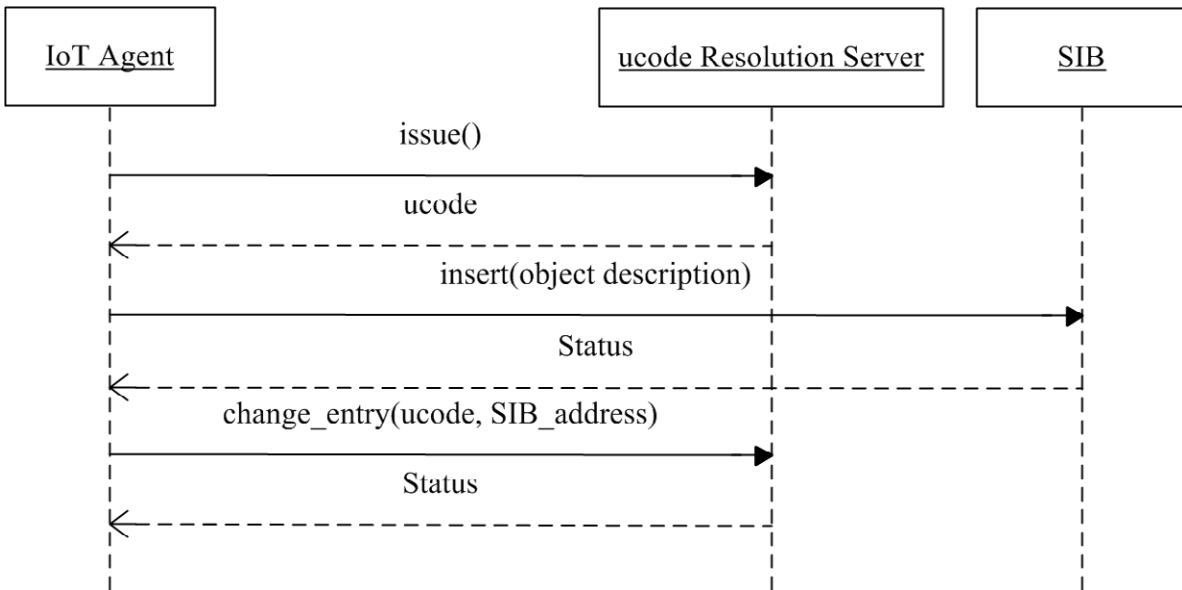 IoT Agent
ucode Resolution Server
SIB
issue()
ucode
insert(object description)
Status
change_entry(ucode, SIB_address)
Status